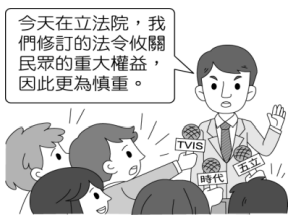 今天在立法院，我
們修訂的法令攸關
民眾的重大權益，
因此更為慎重。
TVIS
時代
五立